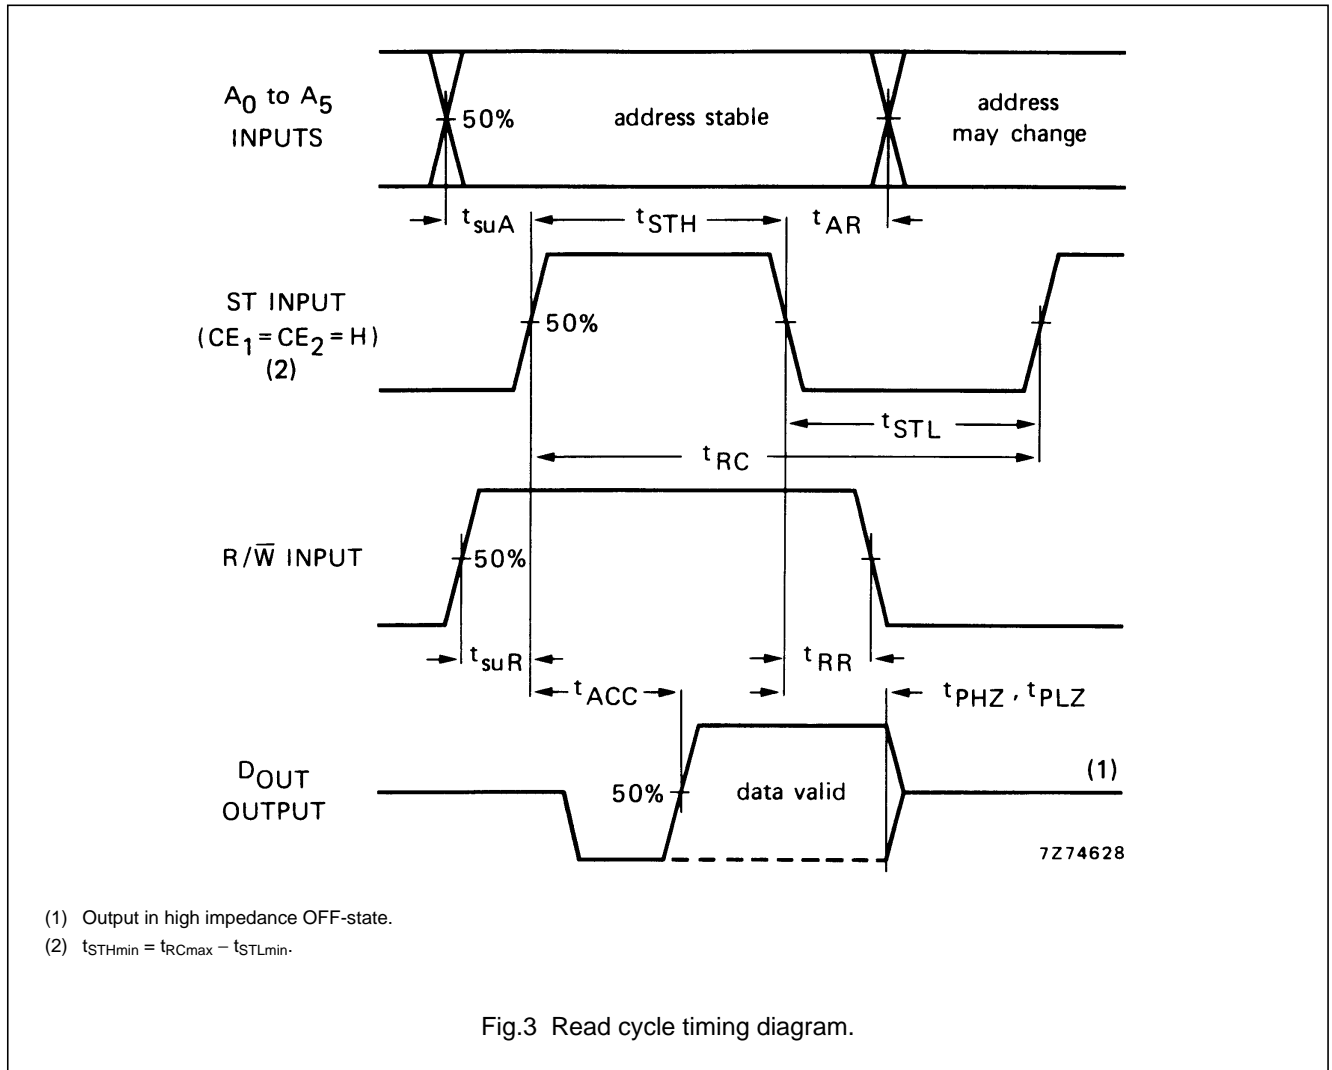 A0 to A5
INPUTS
50%
address stable
address
may change
tsuA
tSTH
tAR
ST INPUT
(CE1 = CE2 = H)
(2)
50%
tSTL
tRC
R/W̅ INPUT
50%
tsuR
tRR
tACC
tPHZ, tPLZ
DOUT
OUTPUT
50%
data valid
(1)
7Z74628
(1) Output in high impedance OFF-state.
(2) tSTHmin = tRCmax − tSTLmin.
Fig.3 Read cycle timing diagram.